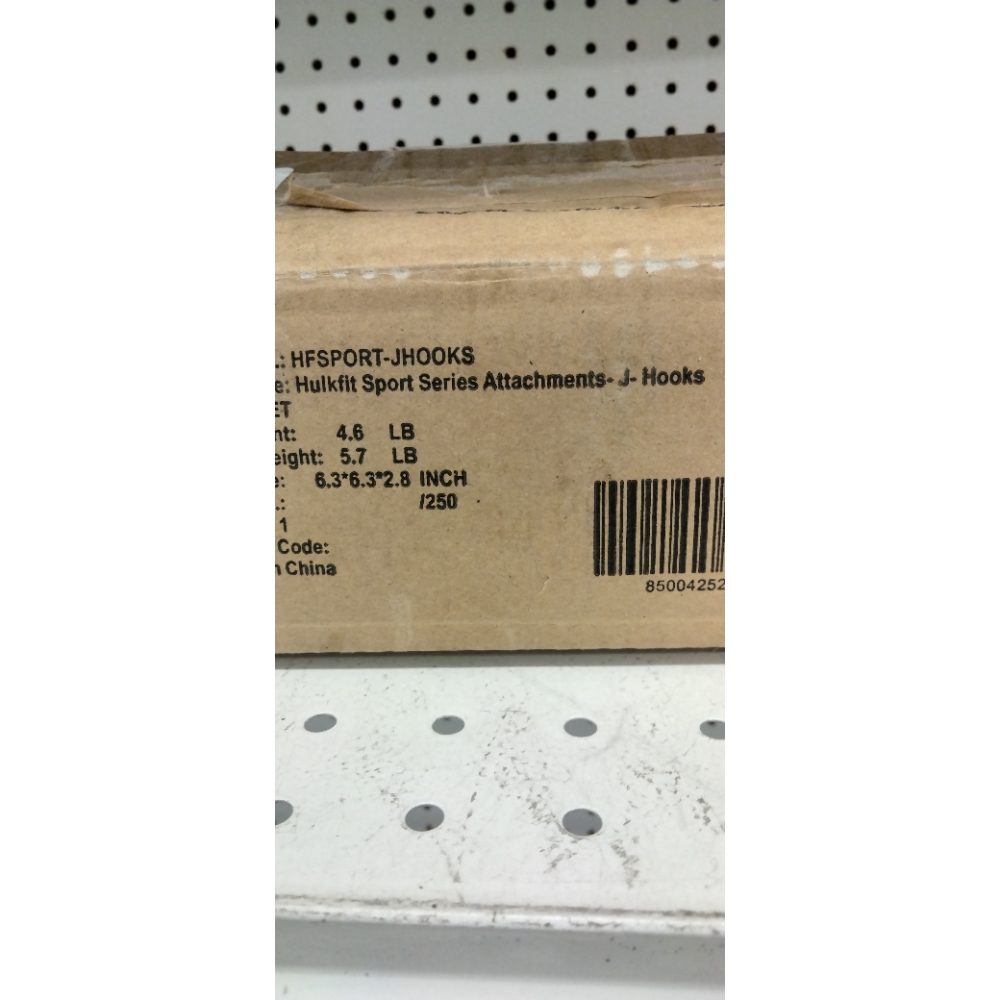 L.: HFSPORT-JHOOKS
e: Hulkfit Sport Series Attachments- J- Hooks
ET
nt: 4.6 LB
eight: 5.7 LB
e: 6.3*6.3*2.8 INCH
.: /250
1
Code:
n China
85004252